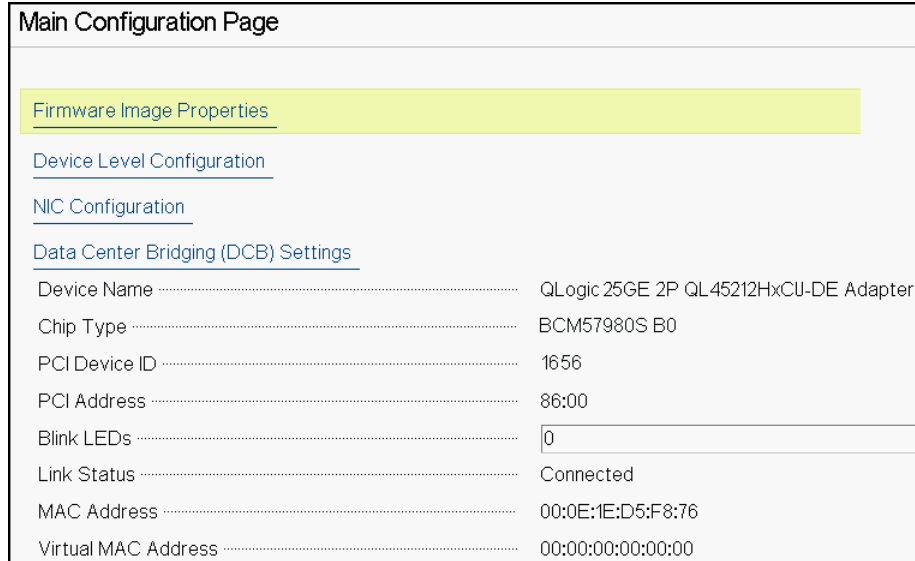 Main Configuration Page
Firmware Image Properties
Device Level Configuration
NIC Configuration
Data Center Bridging (DCB) Settings
Device Name QLogic 25GE 2P QL45212HxCU-DE Adapter
Chip Type BCM57980S B0
PCI Device ID 1656
PCI Address 86:00
Blink LEDs 0
Link Status Connected
MAC Address 00:0E:1E:D5:F8:76
Virtual MAC Address 00:00:00:00:00:00